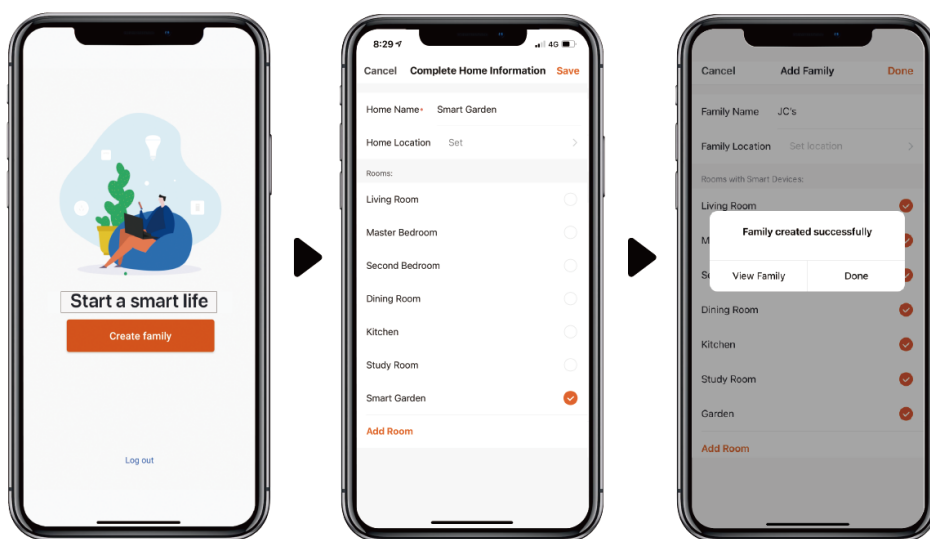 Start a smart life
Create family
Log out
8:29
4G
Cancel Complete Home Information Save
Home Name• Smart Garden
Home Location Set
Rooms:
Living Room
Master Bedroom
Second Bedroom
Dining Room
Kitchen
Study Room
Smart Garden
Add Room
Cancel Add Family Done
Family Name JC's
Family Location Set location
Rooms with Smart Devices:
Living Room
Family created successfully
M
View Family Done
Dining Room
Kitchen
Study Room
Garden
Add Room